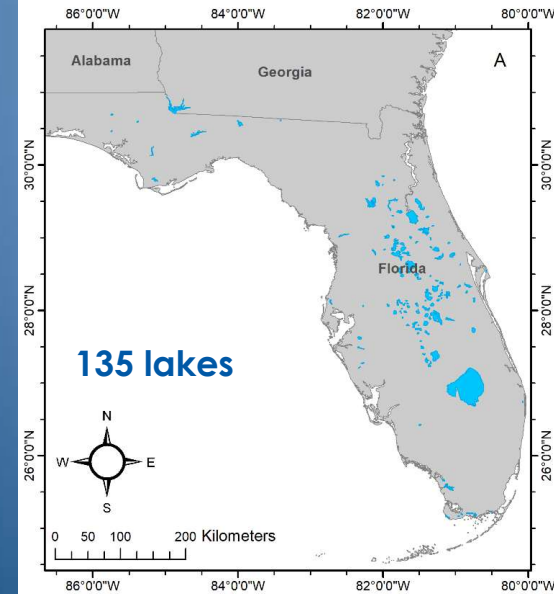 86°0'0"W 84°0'0"W 82°0'0"W 80°0'0"W
A
Alabama
Georgia
30°0'0"N 30°0'0"N
Florida
28°0'0"N 28°0'0"N
135 lakes
N
W E
S
26°0'0"N 26°0'0"N
0 50 100 200 Kilometers
86°0'0"W 84°0'0"W 82°0'0"W 80°0'0"W